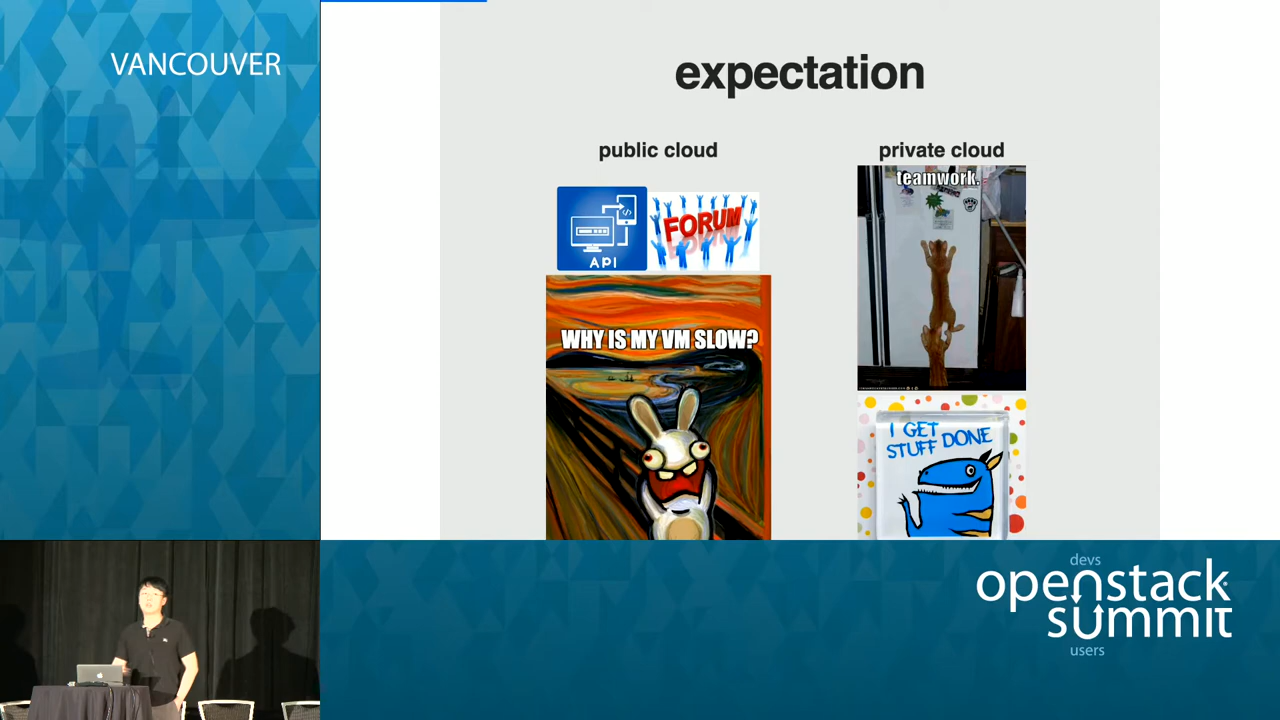 VANCOUVER
expectation
public cloud
private cloud
API
FORUM
teamwork.
WHY IS MY VM SLOW?
I GET
STUFF DONE
devs
openstack
summit
users